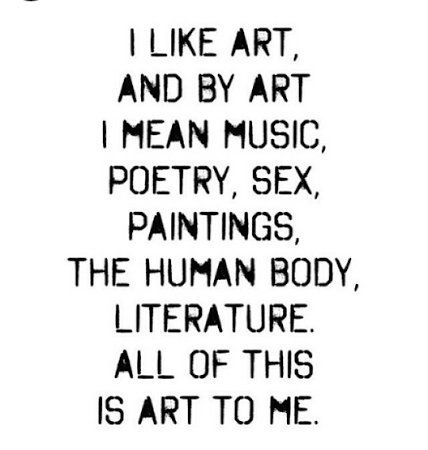 I LIKE ART,
AND BY ART
I MEAN MUSIC,
POETRY, SEX,
PAINTINGS,
THE HUMAN BODY,
LITERATURE.
ALL OF THIS
IS ART TO ME.